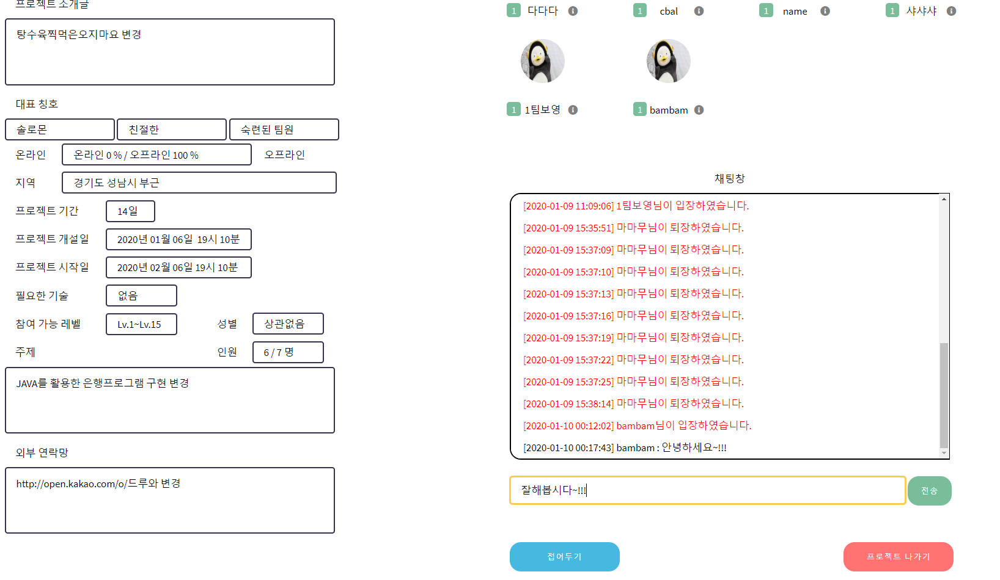 프로젝트 소개글
탕수육찍먹은오지마요 변경
대표 칭호
솔로몬 친절한 숙련된 팀원
온라인 온라인 0 % / 오프라인 100 % 오프라인
지역 경기도 성남시 부근
프로젝트 기간 14일
프로젝트 개설일 2020년 01월 06일 19시 10분
프로젝트 시작일 2020년 02월 06일 19시 10분
필요한 기술 없음
참여 가능 레벨 Lv.1~Lv.15 성별 상관없음
주제 인원 6 / 7 명
JAVA를 활용한 은행프로그램 구현 변경
외부 연락망
http://open.kakao.com/o/드루와 변경
1 다다다 1 cbal 1 name 1 샤샤샤
1 1팀보영 1 bambam
채팅창
[2020-01-09 11:09:06] 1팀보영님이 입장하였습니다.
[2020-01-09 15:35:51] 마마무님이 퇴장하였습니다.
[2020-01-09 15:37:09] 마마무님이 퇴장하였습니다.
[2020-01-09 15:37:10] 마마무님이 퇴장하였습니다.
[2020-01-09 15:37:13] 마마무님이 퇴장하였습니다.
[2020-01-09 15:37:16] 마마무님이 퇴장하였습니다.
[2020-01-09 15:37:19] 마마무님이 퇴장하였습니다.
[2020-01-09 15:37:22] 마마무님이 퇴장하였습니다.
[2020-01-09 15:37:25] 마마무님이 퇴장하였습니다.
[2020-01-09 15:38:14] 마마무님이 퇴장하였습니다.
[2020-01-10 00:12:02] bambam님이 입장하였습니다.
[2020-01-10 00:17:43] bambam : 안녕하세요~!!!
잘해봅시다~!!! 전송
접어두기 프로젝트 나가기